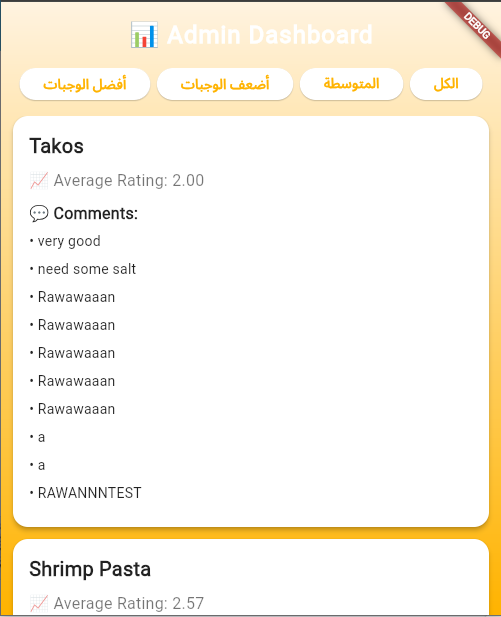 DEBUG
📊 Admin Dashboard
الكل
المتوسطة
أضعف الوجبات
أفضل الوجبات
Takos
📈 Average Rating: 2.00
💬 Comments:
• very good
• need some salt
• Rawawaaan
• Rawawaaan
• Rawawaaan
• Rawawaaan
• Rawawaaan
• a
• a
• RAWANNNTEST
Shrimp Pasta
📈 Average Rating: 2.57